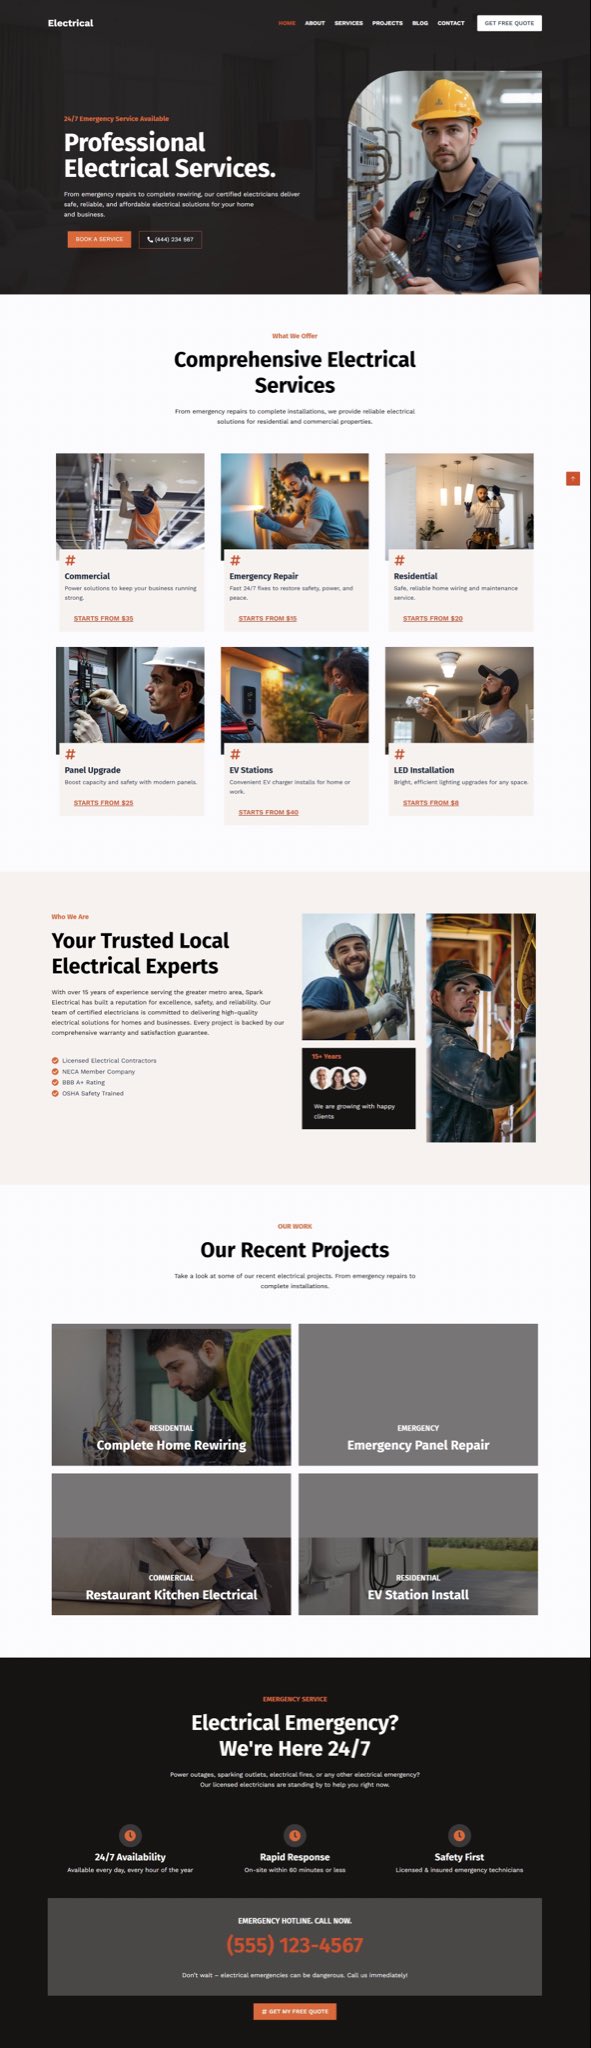 Electrical
HOME ABOUT SERVICES PROJECTS BLOG CONTACT GET FREE QUOTE
24/7 Emergency Service Available
Professional
Electrical Services.
From emergency repairs to complete rewiring, our certified electricians deliver
safe, reliable, and affordable electrical solutions for your home
and business.
BOOK A SERVICE (444) 234 567
What We Offer
Comprehensive Electrical
Services
From emergency repairs to complete installations, we provide reliable electrical
solutions for residential and commercial properties.
#
Commercial
Power solutions to keep your business running
strong.
STARTS FROM $35
#
Emergency Repair
Fast 24/7 fixes to restore safety, power, and
peace.
STARTS FROM $15
#
Residential
Safe, reliable home wiring and maintenance
service.
STARTS FROM $20
#
Panel Upgrade
Boost capacity and safety with modern panels.
STARTS FROM $25
#
EV Stations
Convenient EV charger installs for home or
work.
STARTS FROM $40
#
LED Installation
Bright, efficient lighting upgrades for any space.
STARTS FROM $8
Who We Are
Your Trusted Local
Electrical Experts
With over 15 years of experience serving the greater metro area, Spark
Electrical has built a reputation for excellence, safety, and reliability. Our
team of certified electricians is committed to delivering high-quality
electrical solutions for homes and businesses. Every project is backed by our
comprehensive warranty and satisfaction guarantee.
Licensed Electrical Contractors
NECA Member Company
BBB A+ Rating
OSHA Safety Trained
15+ Years
We are growing with happy
clients
OUR WORK
Our Recent Projects
Take a look at some of our recent electrical projects. From emergency repairs to
complete installations.
RESIDENTIAL
Complete Home Rewiring
EMERGENCY
Emergency Panel Repair
COMMERCIAL
Restaurant Kitchen Electrical
RESIDENTIAL
EV Station Install
EMERGENCY SERVICE
Electrical Emergency?
We're Here 24/7
Power outages, sparking outlets, electrical fires, or any other electrical emergency?
Our licensed electricians are standing by to help you right now.
24/7 Availability
Available every day, every hour of the year
Rapid Response
On-site within 60 minutes or less
Safety First
Licensed & insured emergency technicians
EMERGENCY HOTLINE. CALL NOW.
(555) 123-4567
Don't wait – electrical emergencies can be dangerous. Call us immediately!
# GET MY FREE QUOTE